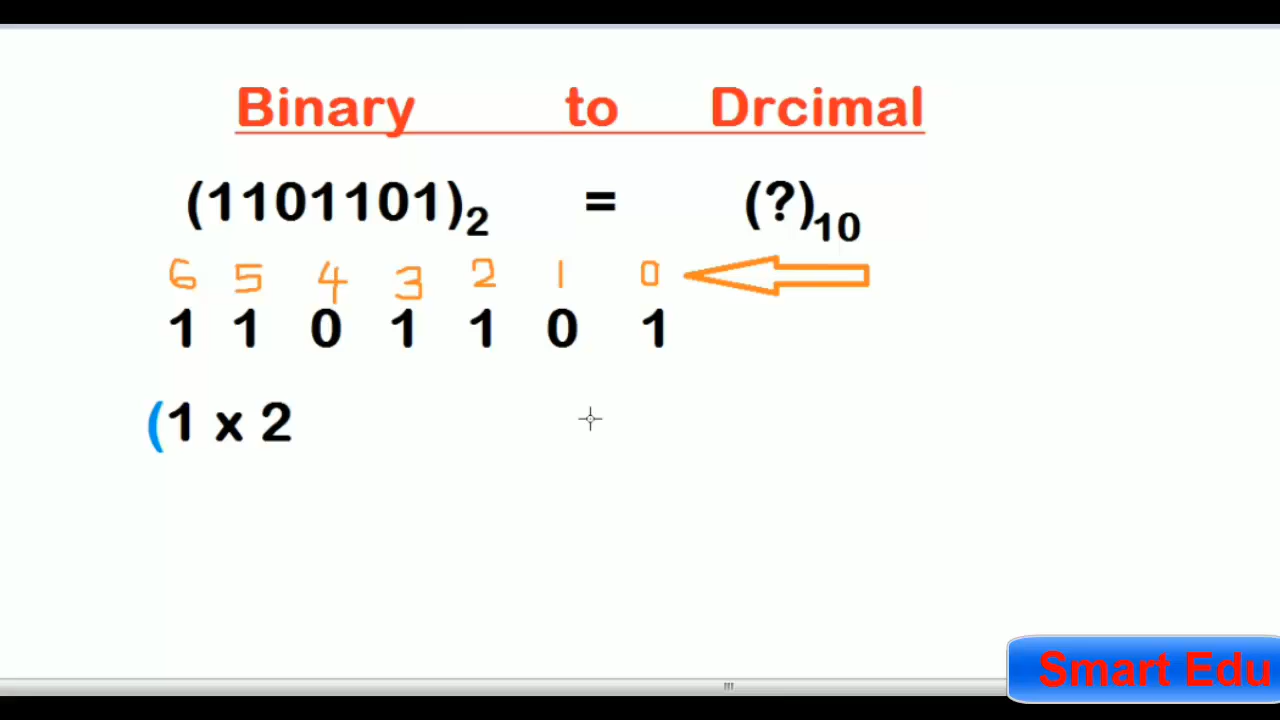 Binary to Drcimal
(1101101)2 = (?)10
6 5 4 3 2 1 0
1 1 0 1 1 0 1
(1 x 2
Smart Edu